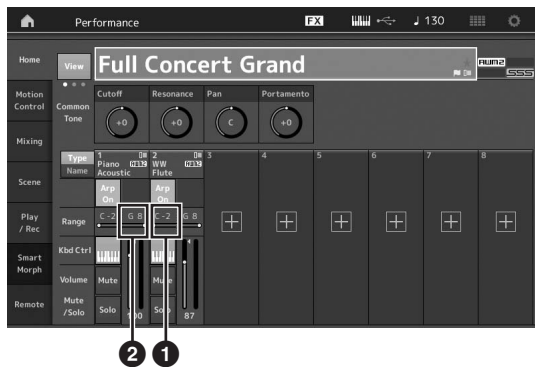 Performance FX 130
Full Concert Grand
AWM2
SSS
Home
View
Motion
Control
Common
Tone
Cutoff Resonance Pan Portamento
+0 +0 C +0
Mixing
Scene
Play
/ Rec
Smart
Morph
Remote
Type
Name
1 2 3 4 5 6 7 8
Piano AWM2 WW AWM2
Acoustic Flute
Arp
On
Arp
On
Range C -2 G 8 C -2 G 8
Kbd Ctrl
Volume Mute Mute
Mute
/Solo
Solo 100 Solo 87
2 1